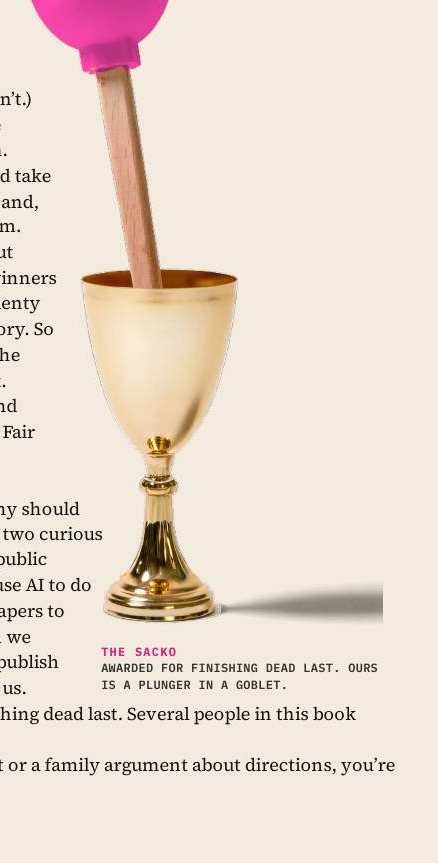 n't.)
d take
and,
m.
ut
inners
enty
ory. So
he
nd
Fair
hy should
two curious
public
use AI to do
apers to
we
publish
us.
THE SACKO
AWARDED FOR FINISHING DEAD LAST. OURS
IS A PLUNGER IN A GOBLET.
hing dead last. Several people in this book
t or a family argument about directions, you're